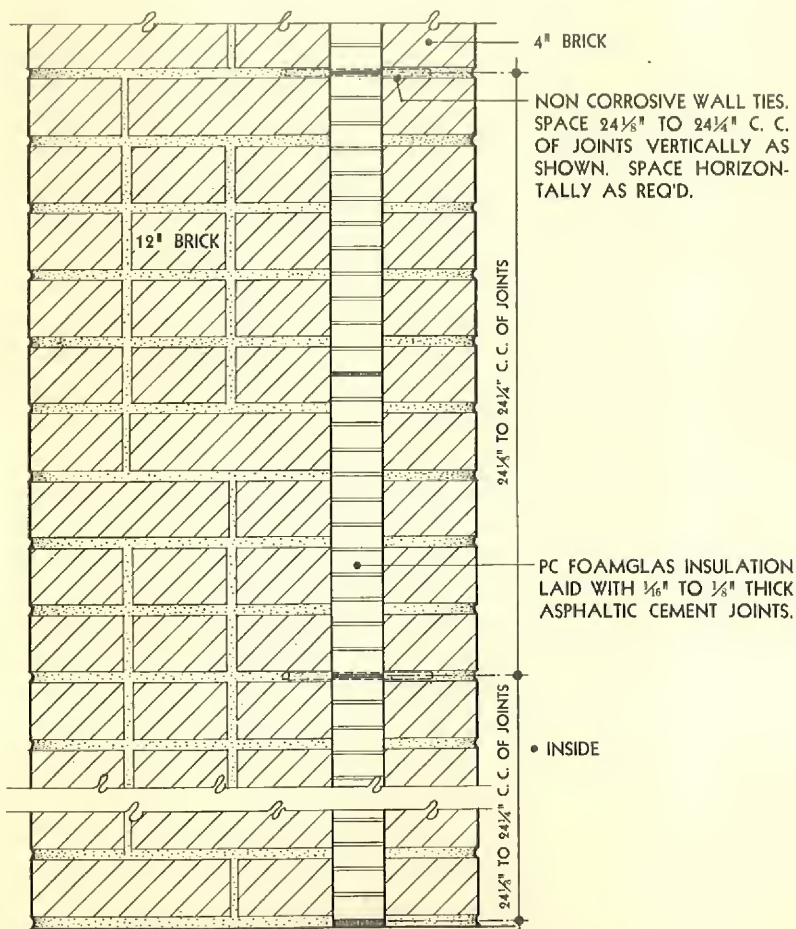 4" BRICK
NON CORROSIVE WALL TIES.
SPACE 24⅛" TO 24¼" C. C.
OF JOINTS VERTICALLY AS
SHOWN. SPACE HORIZON-
TALLY AS REQ'D.
12" BRICK
24⅛" TO 24¼" C. C. OF JOINTS
PC FOAMGLAS INSULATION
LAID WITH 1/16" TO ⅛" THICK
ASPHALTIC CEMENT JOINTS.
• INSIDE
24⅛" TO 24¼" C. C. OF JOINTS